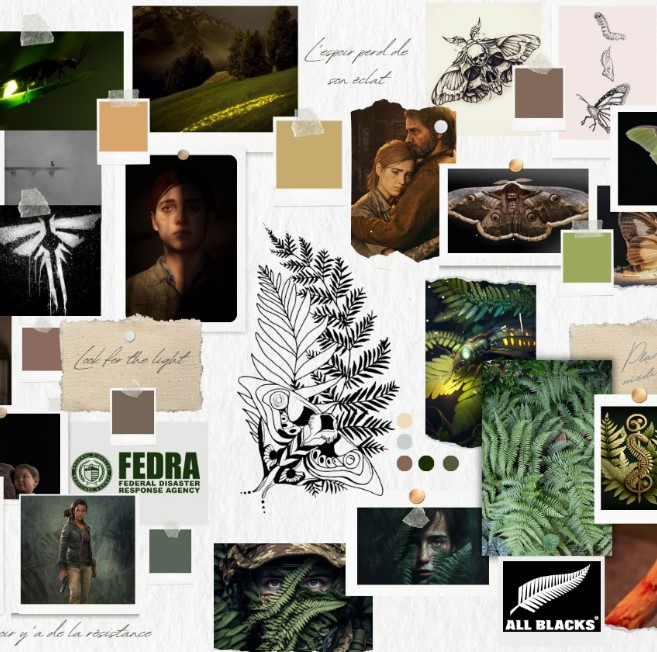 L'espoir perd de
son éclat
Look for the light
FEDRA
FEDERAL DISASTER
RESPONSE AGENCY
ALL BLACKS
y'a de la résistance